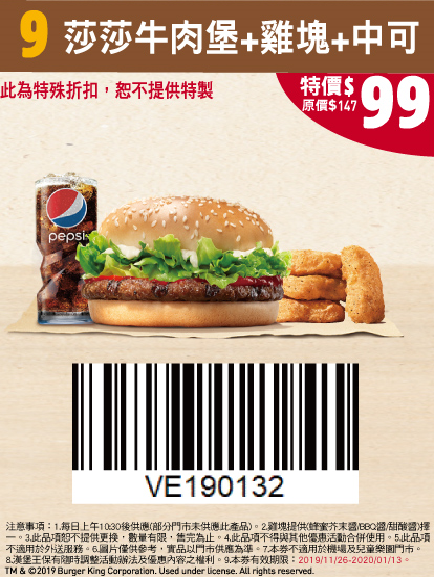 9 莎莎牛肉堡+雞塊+中可
此為特殊折扣，恕不提供特製
特價$
原價$147
99
pepsi
VE190132
注意事項：1.每日上午10:30後供應(部分門市未供應此產品)。2.雞塊提供(蜂蜜芥末醬/BBQ醬/甜酸醬)擇
一。3.此品項恕不提供更換，數量有限，售完為止。4.此品項不得與其他優惠活動合併使用。5.此品項
不適用於外送服務。6.圖片僅供參考，實品以門市供應為準。7.本券不適用於機場及兒童樂園門市。
8.漢堡王保有隨時調整活動辦法及優惠內容之權利。9.本券有效期限：2019/11/26-2020/01/13。
TM & ©2019 Burger King Corporation. Used under license. All rights reserved.